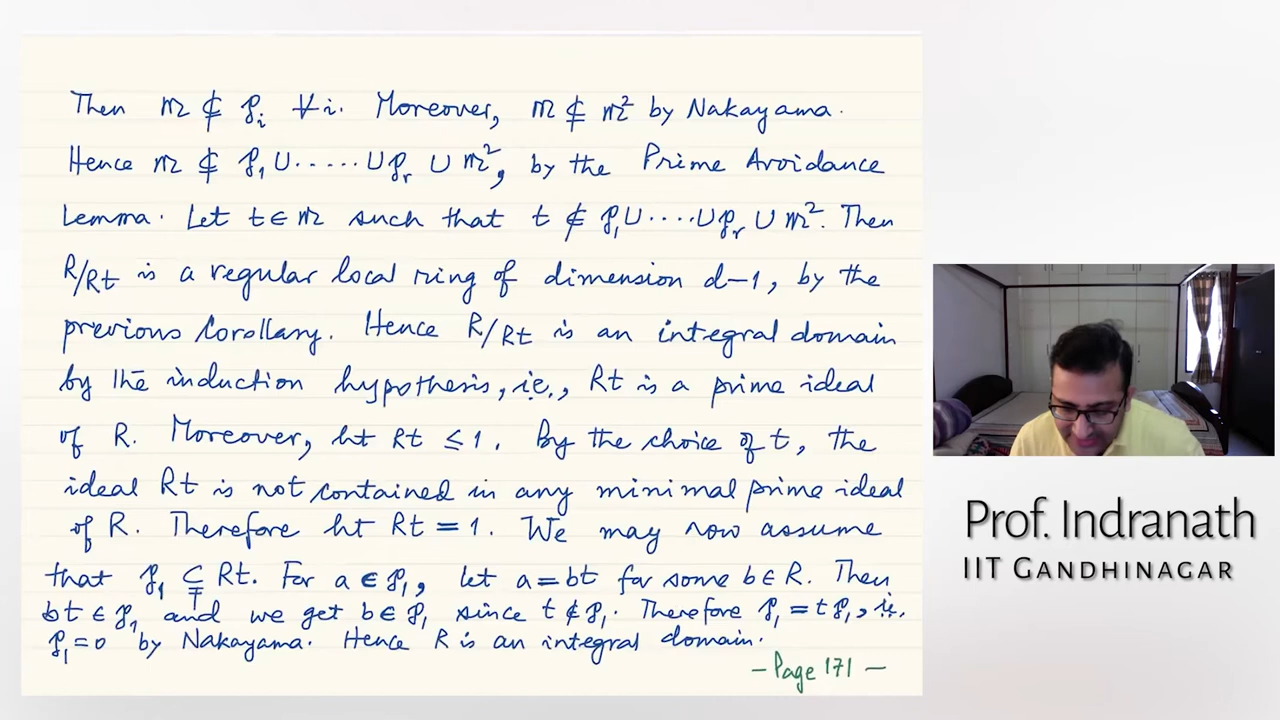 Then 𝔪 ⊈ 𝔭ᵢ ∀i. Moreover, 𝔪 ⊈ 𝔪² by Nakayama.
Hence 𝔪 ⊈ 𝔭₁ ∪ ...... ∪ 𝔭ᵣ ∪ 𝔪², by the Prime Avoidance
Lemma. Let t ∈ 𝔪 such that t ∉ 𝔭₁ ∪ .... ∪ 𝔭ᵣ ∪ 𝔪². Then
R/Rt is a regular local ring of dimension d-1, by the
previous Corollary. Hence R/Rt is an integral domain
by the induction hypothesis, i.e., Rt is a prime ideal
of R. Moreover, ht Rt ≤ 1. By the choice of t, the
ideal Rt is not contained in any minimal prime ideal
of R. Therefore ht Rt = 1. We may now assume
that 𝔭₁ ⊊ Rt. For a ∈ 𝔭₁, let a = bt for some b ∈ R. Then
bt ∈ 𝔭₁ and we get b ∈ 𝔭₁ since t ∉ 𝔭₁. Therefore 𝔭₁ = t𝔭₁, i.e.
𝔭₁ = 0 by Nakayama. Hence R is an integral domain.
- Page 171 -
Prof. Indranath
IIT GANDHINAGAR